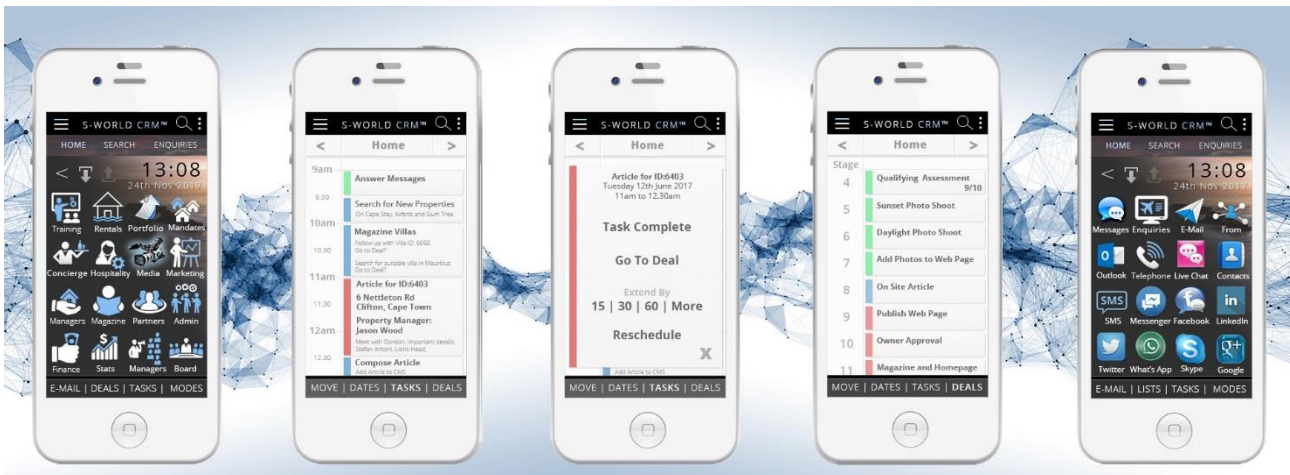 S-WORLD CRM™
HOME SEARCH ENQUIRIES
< 13:08
24th Nov 2017
Training Rentals Portfolio Mandates
Concierge Hospitality Media Marketing
Managers Magazine Partners Admin
Finance Stats Managers Board
E-MAIL | DEALS | TASKS | MODES
S-WORLD CRM™
< Home >
9am
Answer Messages
9.30
Search for New Properties
On Cape Stay, Airbnb and Gum Tree
10am
Magazine Villas
Follow up with Villa ID: 6050
Go to Deal?
10.30
Search for suitable villa in Mauritius
Go to Deal?
11am
Article for ID:6403
6 Nettleton Rd
Clifton, Cape Town
11.30
Property Manager:
Jason Wood
12am
Meet with Gordon, important details:
Stefan Antoni, Lions Head,
12.30
Compose Article
Add Article to CMS
MOVE | DATES | TASKS | DEALS
S-WORLD CRM™
< Home >
Article for ID:6403
Tuesday 12th June 2017
11am to 12.30am
Task Complete
Go To Deal
Extend By
15 | 30 | 60 | More
Reschedule
X
Add Article to CMS
MOVE | DATES | TASKS | DEALS
S-WORLD CRM™
< Home >
Stage
4 Qualifying Assessment
9/10
5 Sunset Photo Shoot
6 Daylight Photo Shoot
7 Add Photos to Web Page
8 On Site Article
9 Publish Web Page
10 Owner Approval
11 Magazine and Homepage
MOVE | DATES | TASKS | DEALS
S-WORLD CRM™
HOME SEARCH ENQUIRIES
< 13:08
24th Nov 2017
Messages Enquiries E-Mail From
Outlook Telephone Live Chat Contacts
SMS
SMS Messenger Facebook LinkedIn
Twitter What's App Skype Google
E-MAIL | LISTS | TASKS | MODES